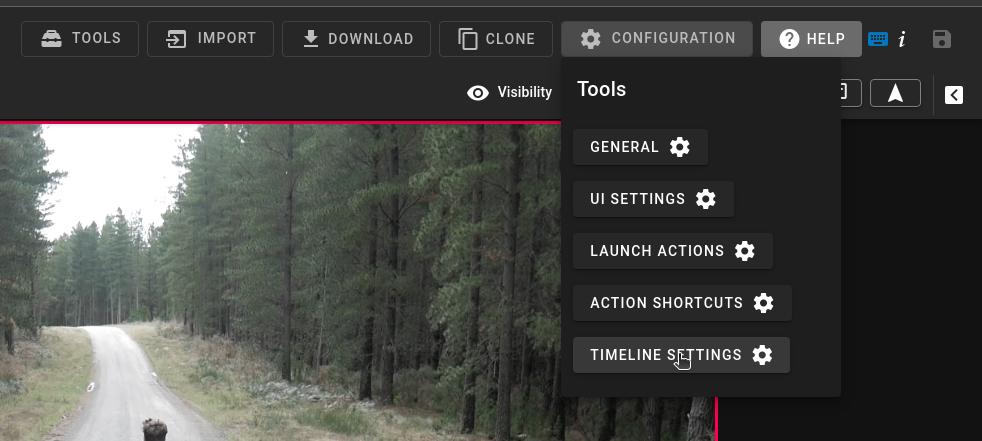 TOOLS IMPORT DOWNLOAD CLONE CONFIGURATION HELP
Visibility
Tools
GENERAL
UI SETTINGS
LAUNCH ACTIONS
ACTION SHORTCUTS
TIMELINE SETTINGS